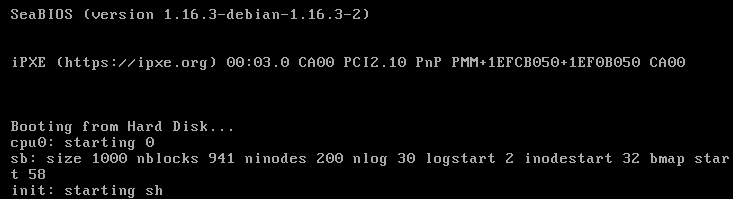 SeaBIOS (version 1.16.3-debian-1.16.3-2)
iPXE (https://ipxe.org) 00:03.0 CA00 PCI2.10 PnP PMM+1EFCB050+1EF0B050 CA00
Booting from Hard Disk...
cpu0: starting 0
sb: size 1000 nblocks 941 ninodes 200 nlog 30 logstart 2 inodestart 32 bmap star
t 58
init: starting sh